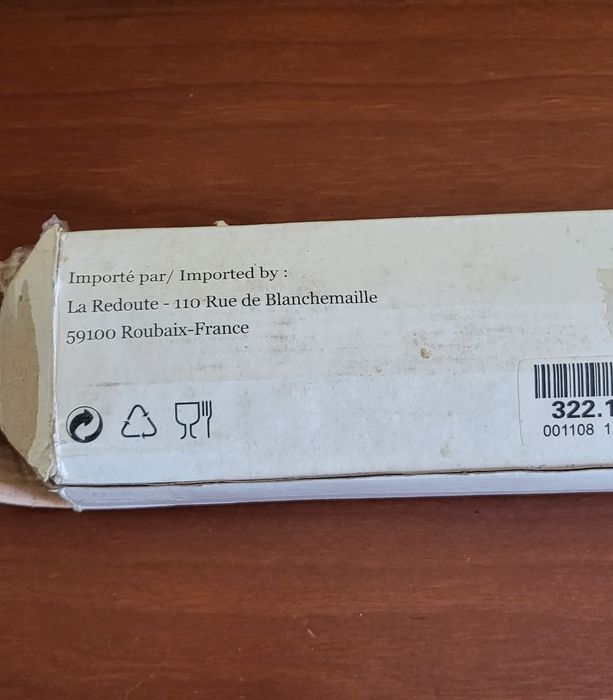 Importé par/ Imported by :
La Redoute - 110 Rue de Blanchemaille
59100 Roubaix-France
322.1
001108 1